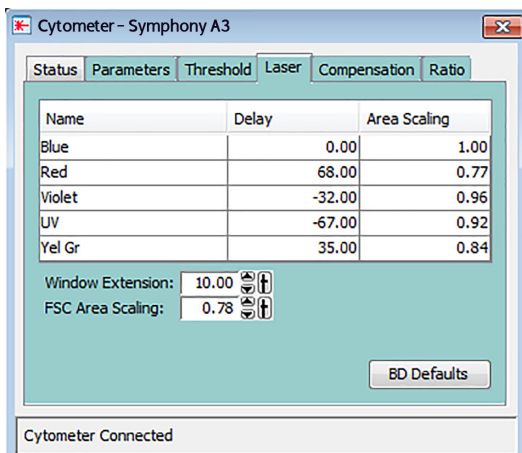 Cytometer - Symphony A3
Status Parameters Threshold Laser Compensation Ratio
Name Delay Area Scaling
Blue 0.00 1.00
Red 68.00 0.77
Violet -32.00 0.96
UV -67.00 0.92
Yel Gr 35.00 0.84
Window Extension: 10.00
FSC Area Scaling: 0.78
BD Defaults
Cytometer Connected